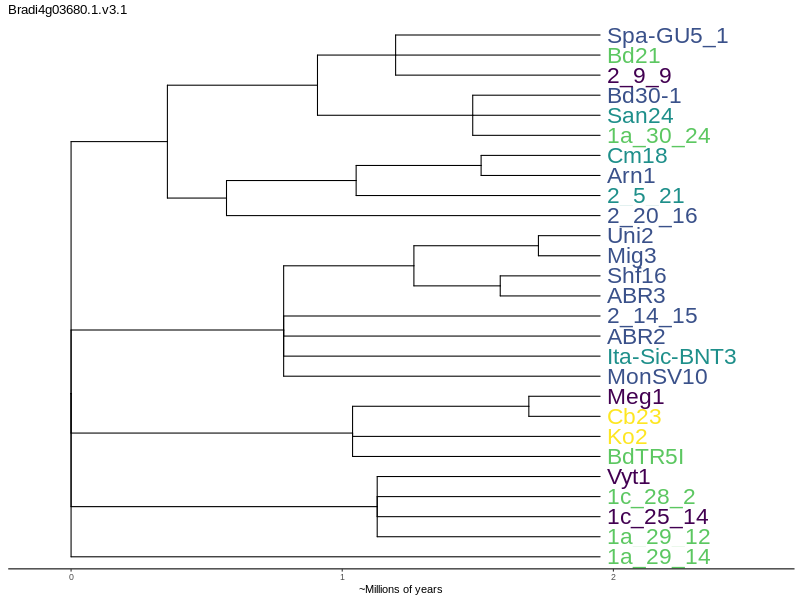 Bradi4g03680.1.v3.1
Spa-GU5_1
Bd21
2_9_9
Bd30-1
San24
1a_30_24
Cm18
Arn1
2_5_21
2_20_16
Uni2
Mig3
Shf16
ABR3
2_14_15
ABR2
Ita-Sic-BNT3
MonSV10
Meg1
Cb23
Ko2
BdTR5I
Vyt1
1c_28_2
1c_25_14
1a_29_12
1a_29_14
0 1 2
~Millions of years